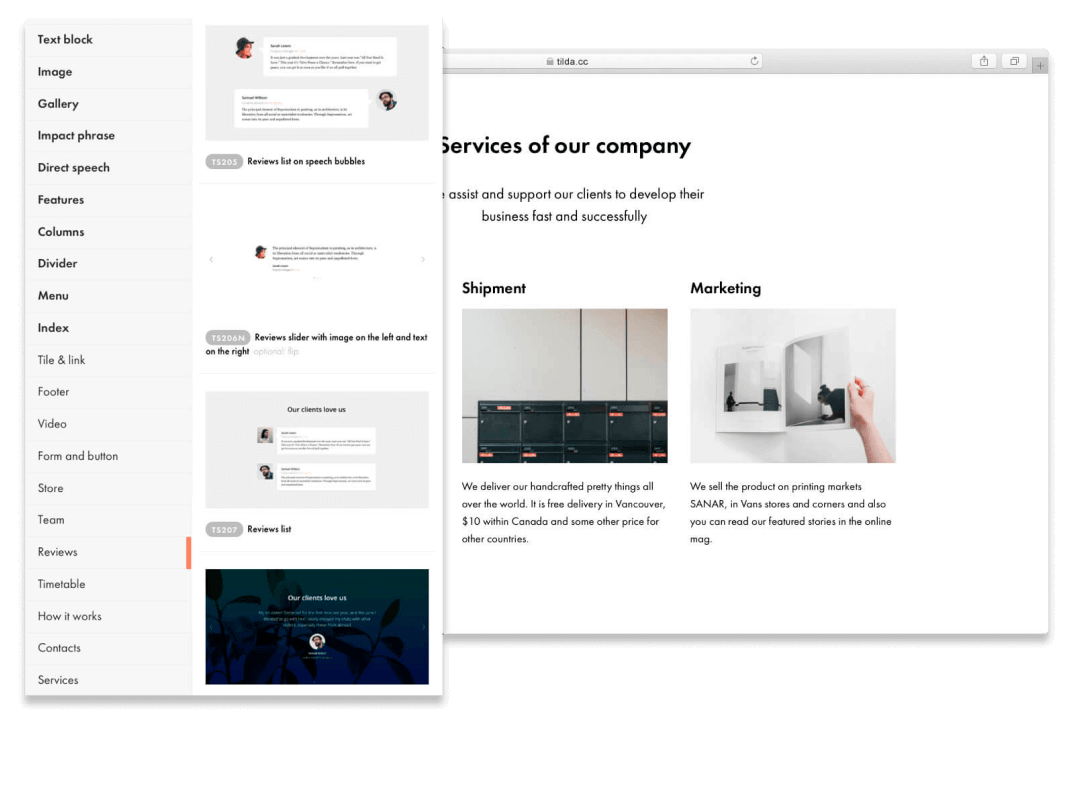 Text block
Image
Gallery
Impact phrase
Direct speech
Features
Columns
Divider
Menu
Index
Tile & link
Footer
Video
Form and button
Store
Team
Reviews
Timetable
How it works
Contacts
Services
TS205 Reviews list on speech bubbles
TS206N Reviews slider with image on the left and text
on the right optional: flip
Our clients love us
TS207 Reviews list
Our clients love us
tilda.cc
Services of our company
assist and support our clients to develop their
business fast and successfully
Shipment
We deliver our handcrafted pretty things all
over the world. It is free delivery in Vancouver,
$10 within Canada and some other price for
other countries.
Marketing
We sell the product on printing markets
SANAR, in Vans stores and corners and also
you can read our featured stories in the online
mag.